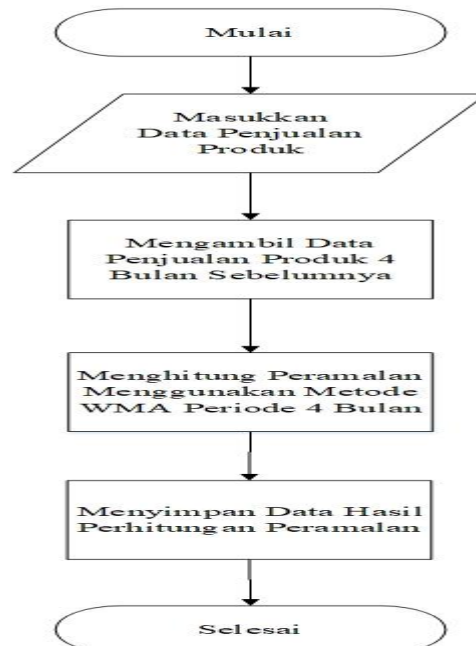 Mulai
Masukkan
Data Penjualan
Produk
Mengambil Data
Penjualan Produk 4
Bulan Sebelumnya
Menghitung Peramalan
Menggunakan Metode
WMA Periode 4 Bulan
Menyimpan Data Hasil
Perhitungan Peramalan
Selesai